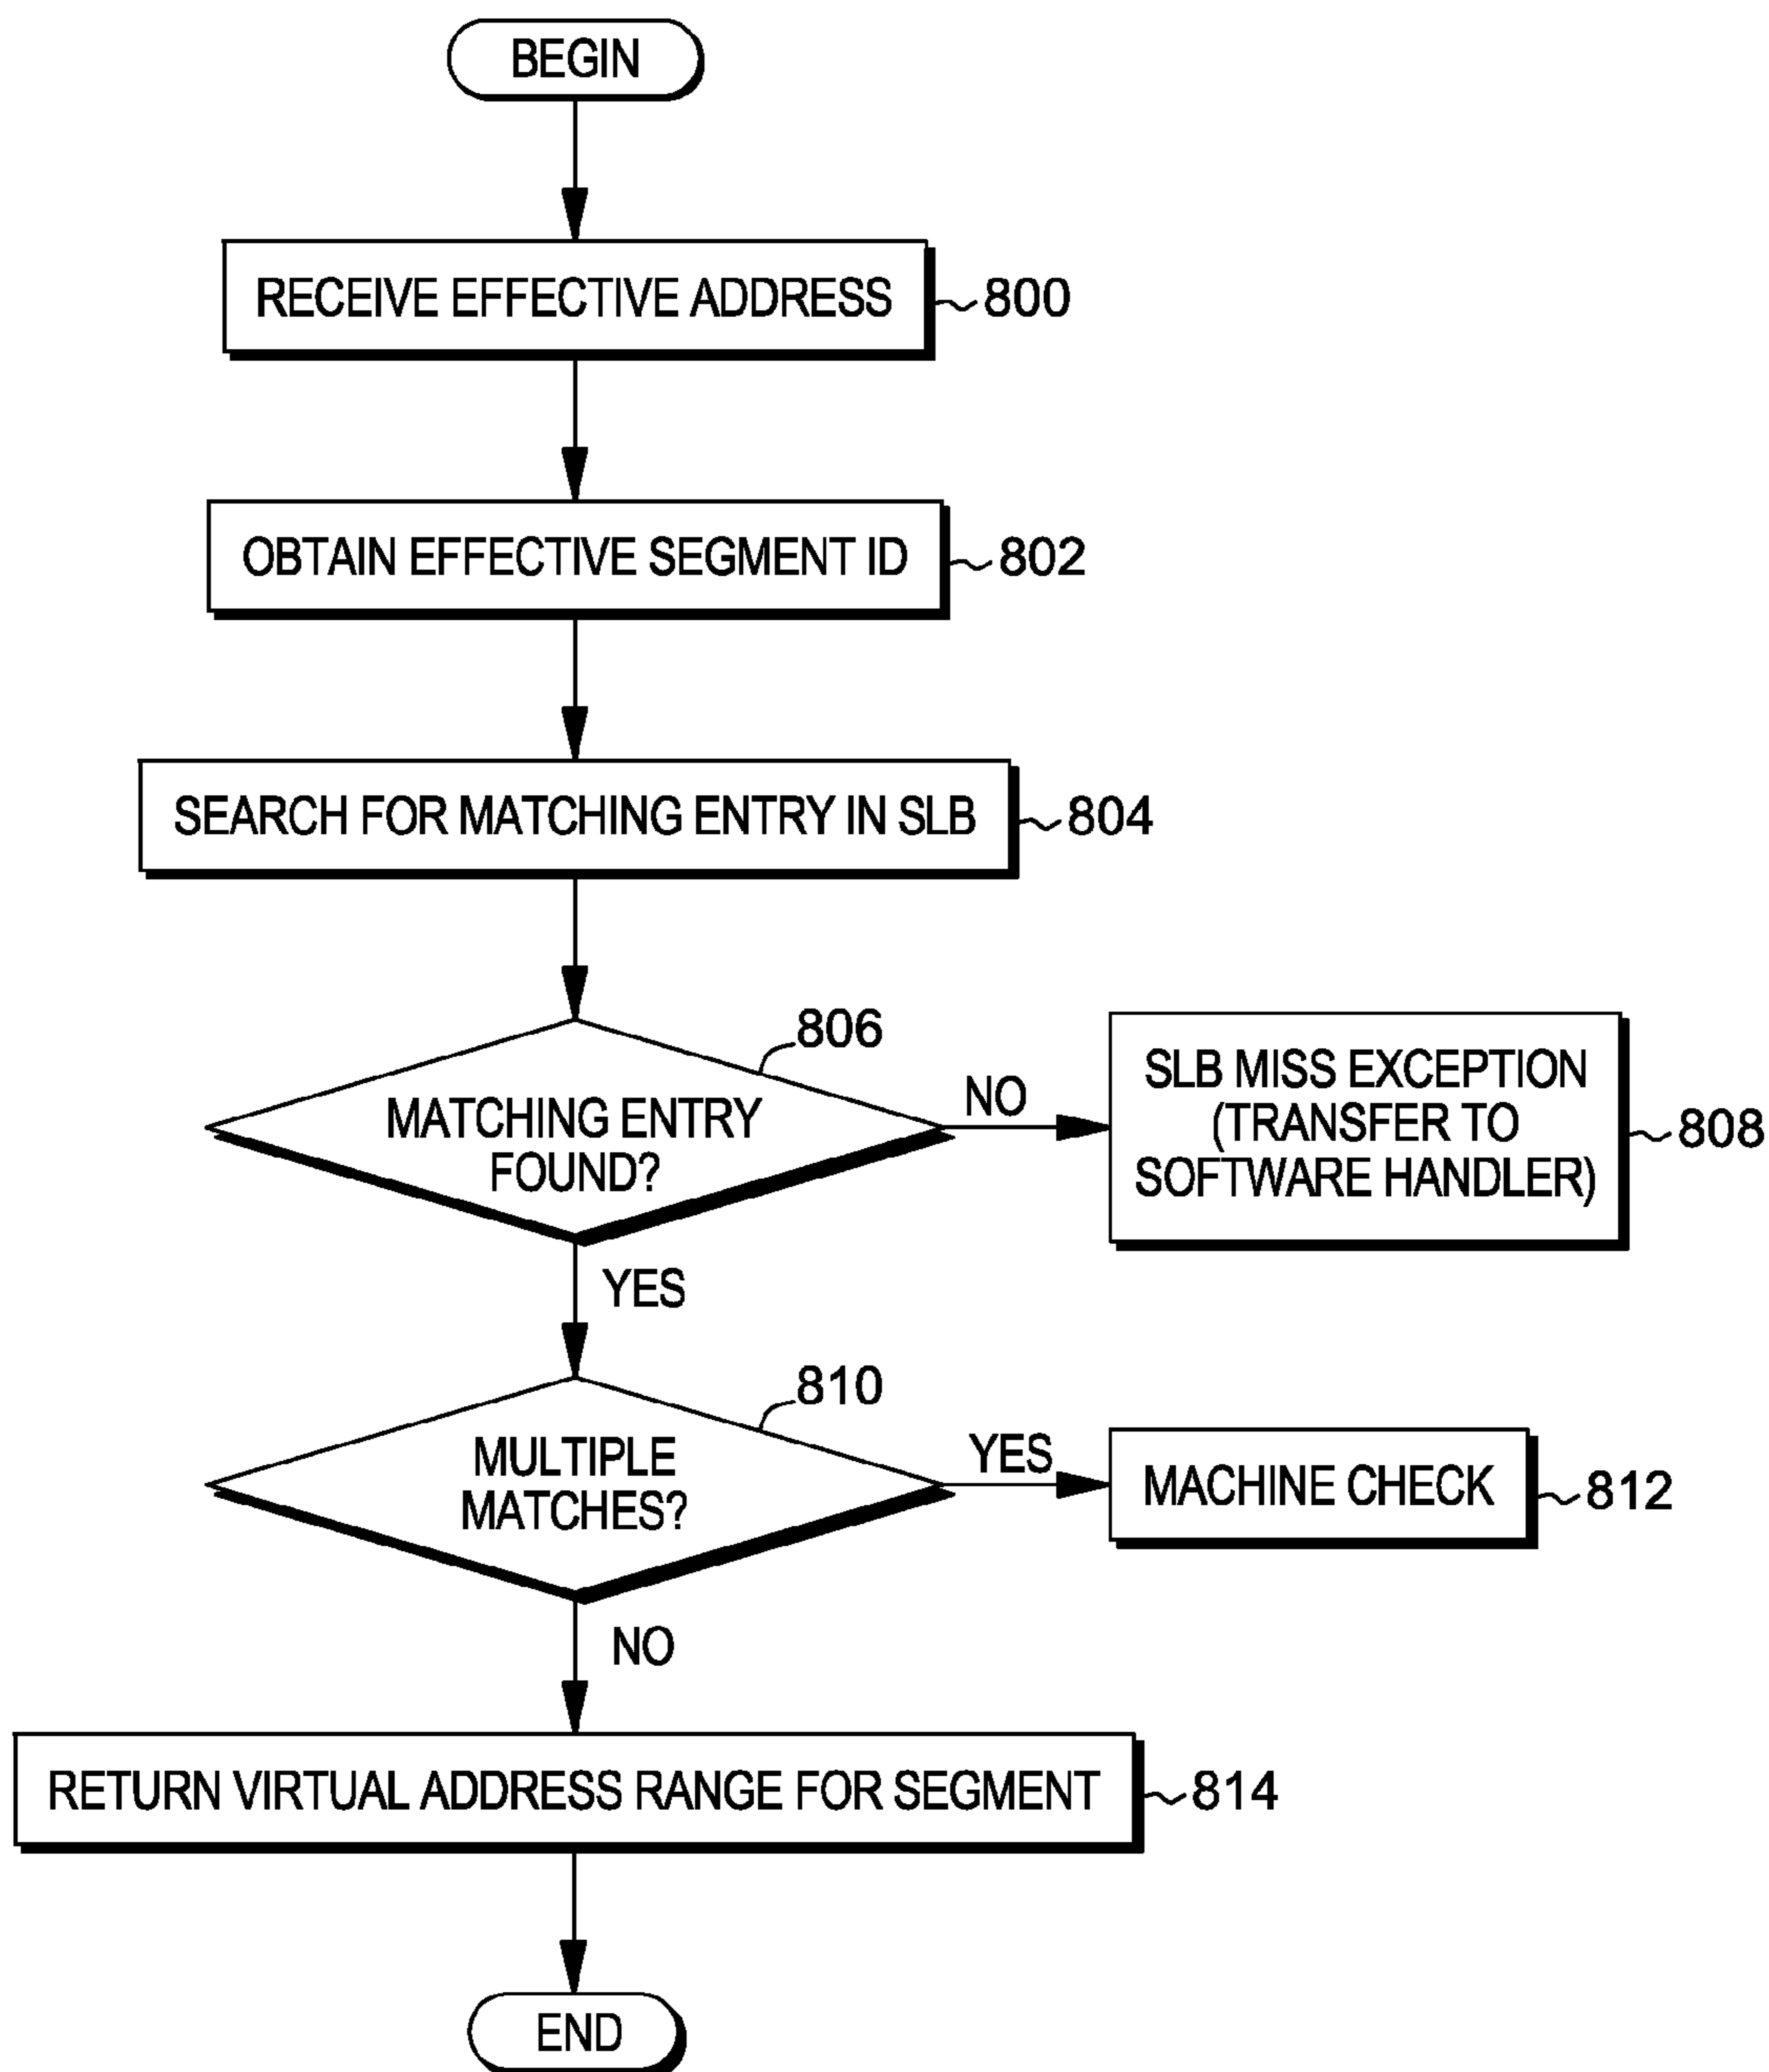 BEGIN
RECEIVE EFFECTIVE ADDRESS
800
OBTAIN EFFECTIVE SEGMENT ID
802
SEARCH FOR MATCHING ENTRY IN SLB
804
806
MATCHING ENTRY
FOUND?
NO
SLB MISS EXCEPTION
(TRANSFER TO
SOFTWARE HANDLER)
808
YES
810
MULTIPLE
MATCHES?
YES
MACHINE CHECK
812
NO
RETURN VIRTUAL ADDRESS RANGE FOR SEGMENT
814
END